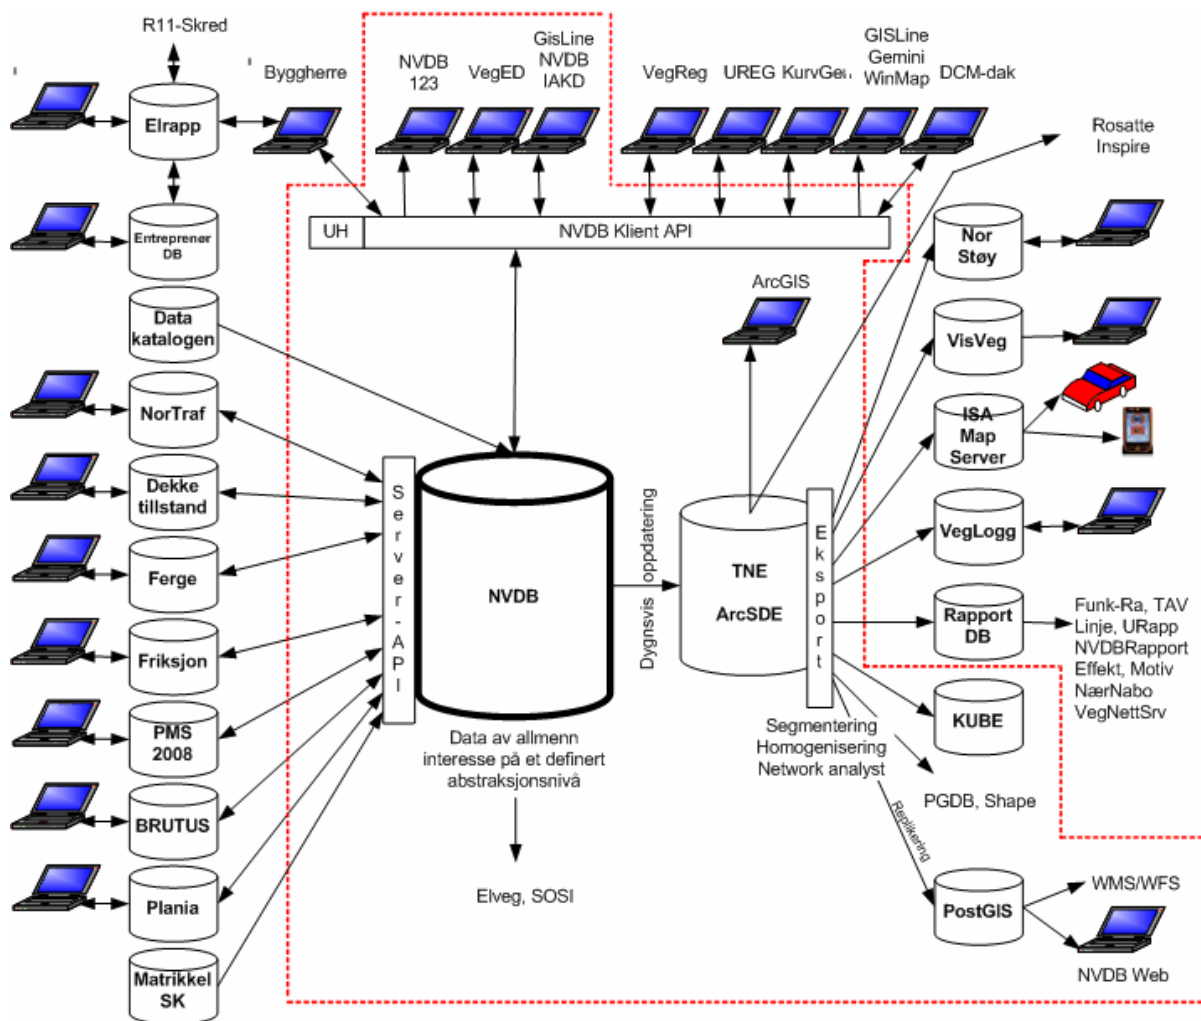 R11-Skred
Byggherre
NVDB
123
VegED
GisLine
NVDB
IAKD
VegReg
UREG
KurvGen
GISLine
Gemini
WinMap
DCM-dak
Rosatte
Inspire
Elrapp
Entreprenør
DB
UH
NVDB Klient API
Nor
Støy
Data
katalogen
ArcGIS
VisVeg
NorTraf
ISA
Map
Server
Dekke
tillstand
Server-API
NVDB
Dygnsvis oppdatering
TNE
ArcSDE
Eksport
VegLogg
Ferge
Rapport
DB
Funk-Ra, TAV
Linje, URapp
NVDBRapport
Effekt, Motiv
NærNabo
VegNettSrv
Friksjon
KUBE
PMS
2008
Data av allmenn
interesse på et definert
abstraksjonsnivå
Segmentering
Homogenisering
Network analyst
PGDB, Shape
BRUTUS
Replikering
Elveg, SOSI
Plania
PostGIS
WMS/WFS
NVDB Web
Matrikkel
SK